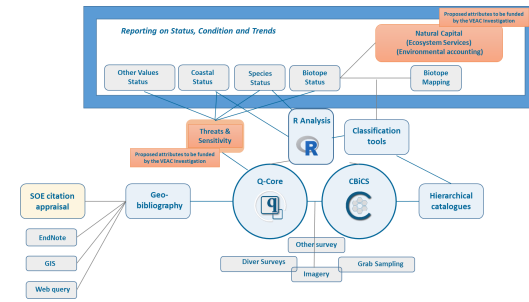 Proposed attributes to be funded
by the VEAC investigation
Reporting on Status, Condition and Trends
Natural Capital
(Ecosystem Services)
(Environmental accounting)
Other Values
Status
Coastal
Status
Species
Status
Biotope
Status
Biotope
Mapping
R Analysis
R
Threats &
Sensitivity
Classification
tools
Proposed attributes to be funded
by the VEAC investigation
Q-Core
q
CBiCS
C
SOE citation
appraisal
Geo-
bibliography
Hierarchical
catalogues
EndNote
GIS
Web query
Other survey
Diver Surveys
Grab Sampling
Imagery